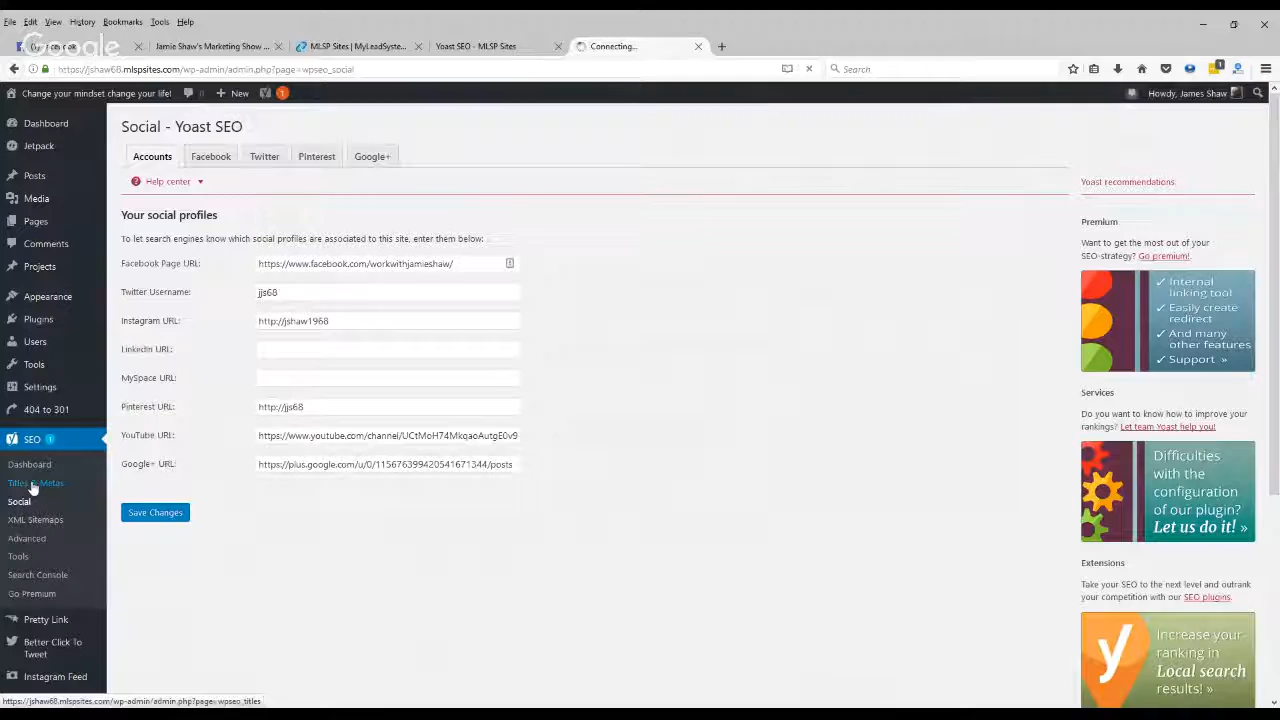 File Edit View History Bookmarks Tools Help
Google
Jamie Shaw's Marketing Show ... × MLSP Sites | MyLeadSyste... × Yoast SEO - MLSP Sites × Connecting... × +
https://jshaw68.mlspsites.com/wp-admin/admin.php?page=wpseo_social
Search
Change your mindset change your life!
+ New
1
Howdy, James Shaw
Dashboard
Jetpack
Posts
Media
Pages
Comments
Projects
Appearance
Plugins
Users
Tools
Settings
404 to 301
SEO 1
Dashboard
Titles & Metas
Social
XML Sitemaps
Advanced
Tools
Search Console
Go Premium
Pretty Link
Better Click To
Tweet
Instagram Feed
Social - Yoast SEO
Accounts Facebook Twitter Pinterest Google+
Help center
Your social profiles
To let search engines know which social profiles are associated to this site, enter them below:
Facebook Page URL: https://www.facebook.com/workwithjamieshaw/
Twitter Username: jjs68
Instagram URL: http://jshaw1968
LinkedIn URL:
MySpace URL:
Pinterest URL: http://jjs68
YouTube URL: https://www.youtube.com/channel/UCtMoH74MkqaoAutgE0v9
Google+ URL: https://plus.google.com/u/0/115676399420541671344/posts
Save Changes
Yoast recommendations
Premium
Want to get the most out of your
SEO-strategy? Go premium!
✓ Internal
linking tool
✓ Easily create
redirect
✓ And many
other features
✓ Support »
Services
Do you want to know how to improve your
rankings? Let team Yoast help you!
Difficulties
with the
configuration
of our plugin?
Let us do it! »
Extensions
Take your SEO to the next level and outrank
your competition with our SEO plugins.
Increase your
ranking in
Local search
results! »
https://jshaw68.mlspsites.com/wp-admin/admin.php?page=wpseo_titles